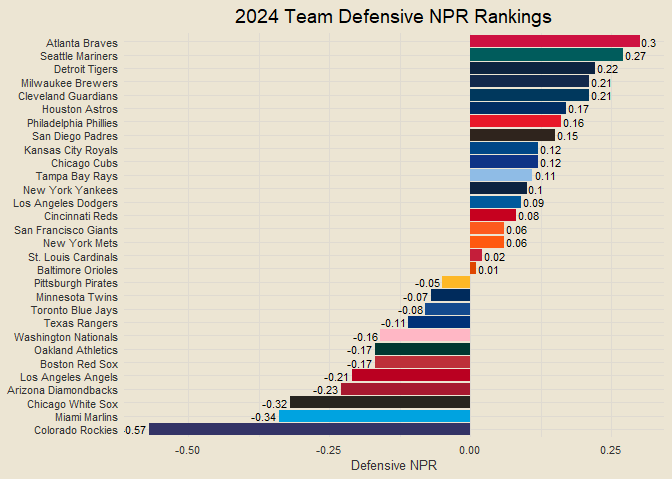 2024 Team Defensive NPR Rankings
Atlanta Braves 0.3
Seattle Mariners 0.27
Detroit Tigers 0.22
Milwaukee Brewers 0.21
Cleveland Guardians 0.21
Houston Astros 0.17
Philadelphia Phillies 0.16
San Diego Padres 0.15
Kansas City Royals 0.12
Chicago Cubs 0.12
Tampa Bay Rays 0.11
New York Yankees 0.1
Los Angeles Dodgers 0.09
Cincinnati Reds 0.08
San Francisco Giants 0.06
New York Mets 0.06
St. Louis Cardinals 0.02
Baltimore Orioles 0.01
Pittsburgh Pirates -0.05
Minnesota Twins -0.07
Toronto Blue Jays -0.08
Texas Rangers -0.11
Washington Nationals -0.16
Oakland Athletics -0.17
Boston Red Sox -0.17
Los Angeles Angels -0.21
Arizona Diamondbacks -0.23
Chicago White Sox -0.32
Miami Marlins -0.34
Colorado Rockies -0.57
-0.50 -0.25 0.00 0.25
Defensive NPR